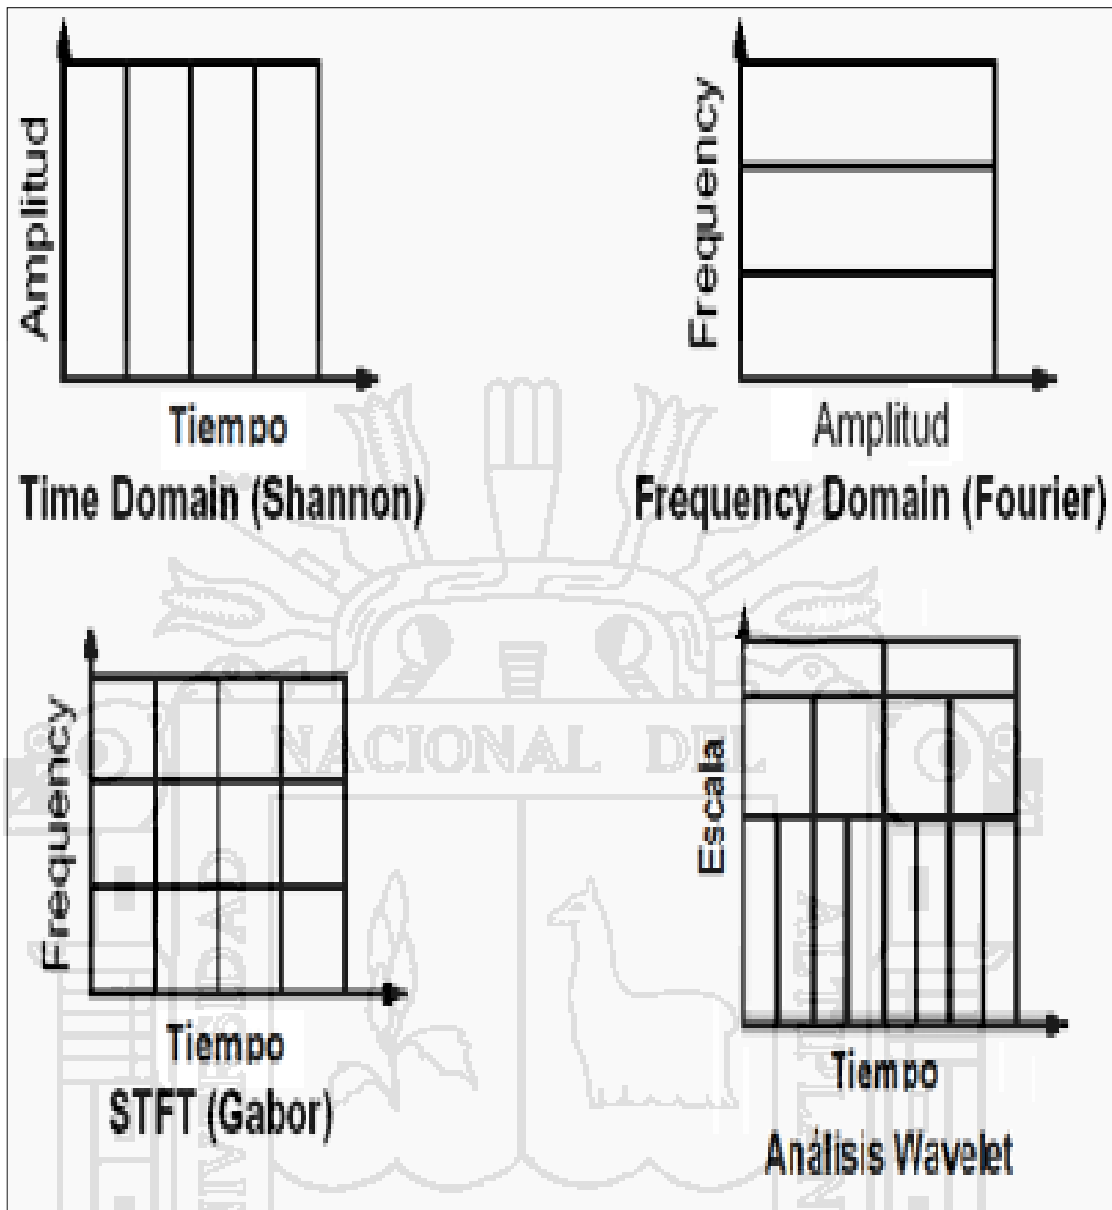 Amplitud
Tiempo
Time Domain (Shannon)
Frequency
Amplitud
Frequency Domain (Fourier)
Frequency
Tiempo
STFT (Gabor)
Escala
Tiempo
Análisis Wavelet
NACIONAL DEL
UNIVERSIDAD